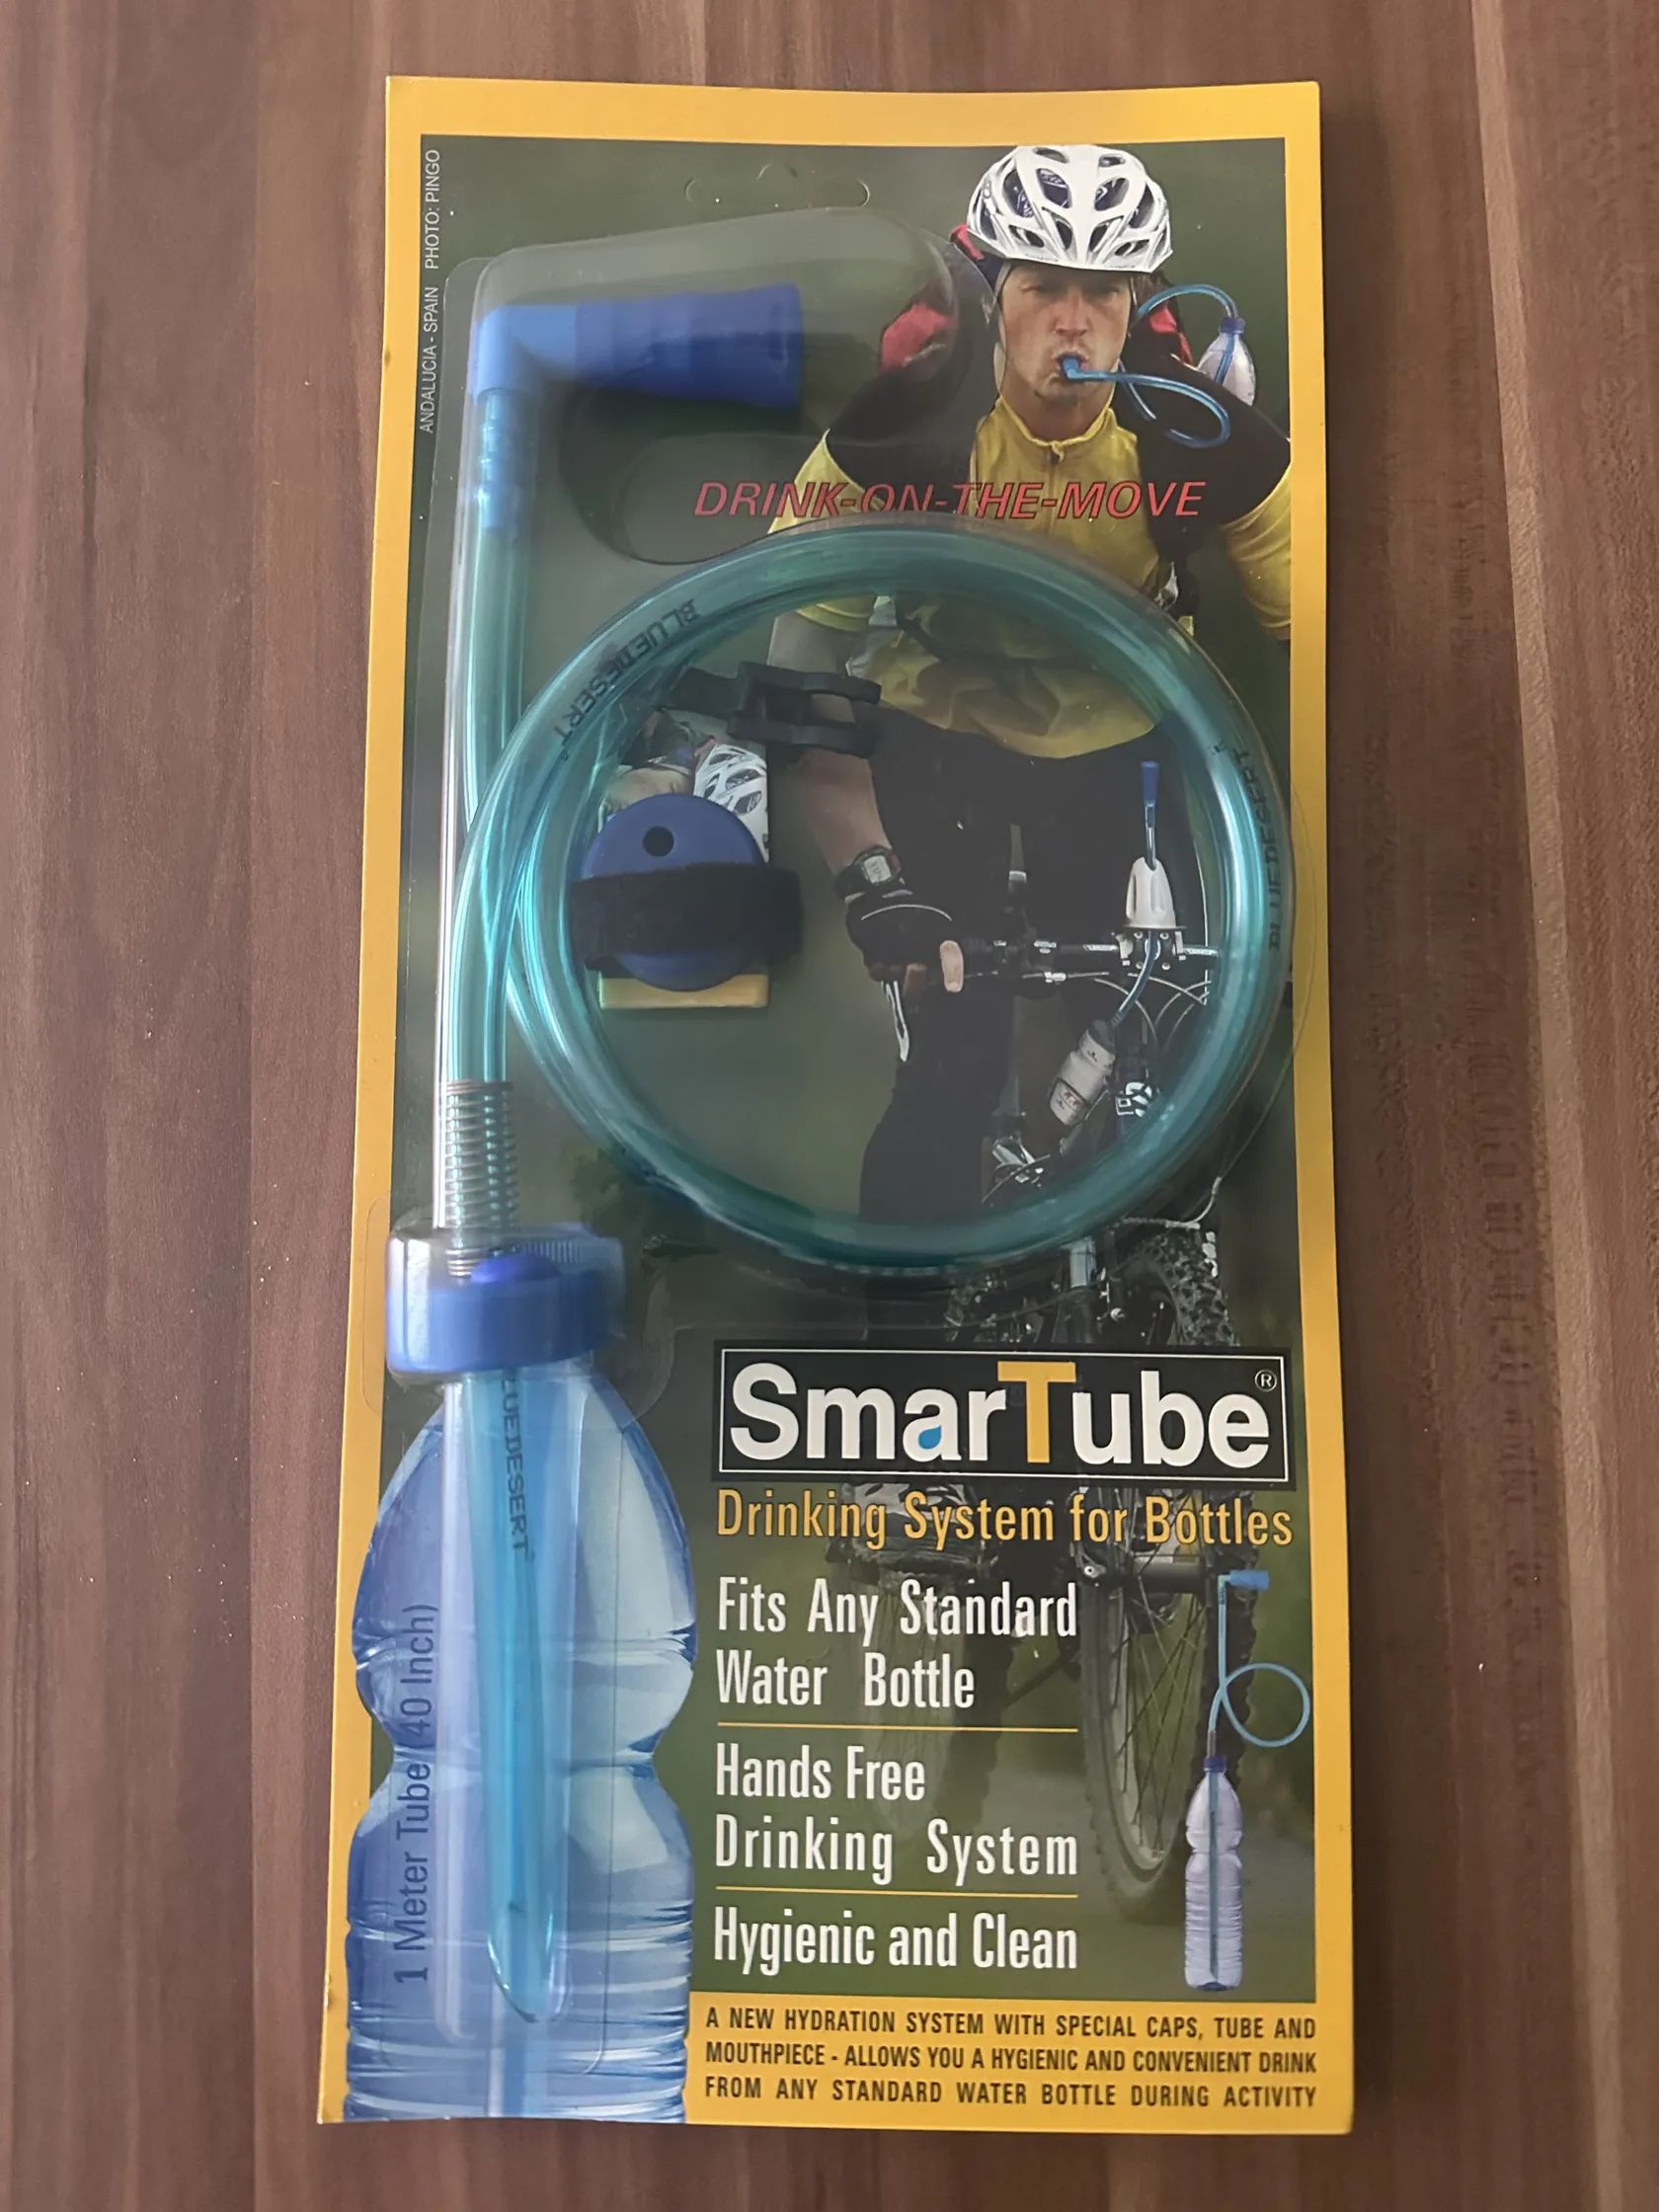 ANDALUCIA - SPAIN PHOTO: PINGO
DRINK-ON-THE-MOVE
BLUEDESERT
BLUEDESERT
SmarTube®
Drinking System for Bottles
LUEDESERT
Fits Any Standard
Water Bottle
Hands Free
Drinking System
Hygienic and Clean
1 Meter Tube/(40 Inch)
A NEW HYDRATION SYSTEM WITH SPECIAL CAPS, TUBE AND
MOUTHPIECE - ALLOWS YOU A HYGIENIC AND CONVENIENT DRINK
FROM ANY STANDARD WATER BOTTLE DURING ACTIVITY